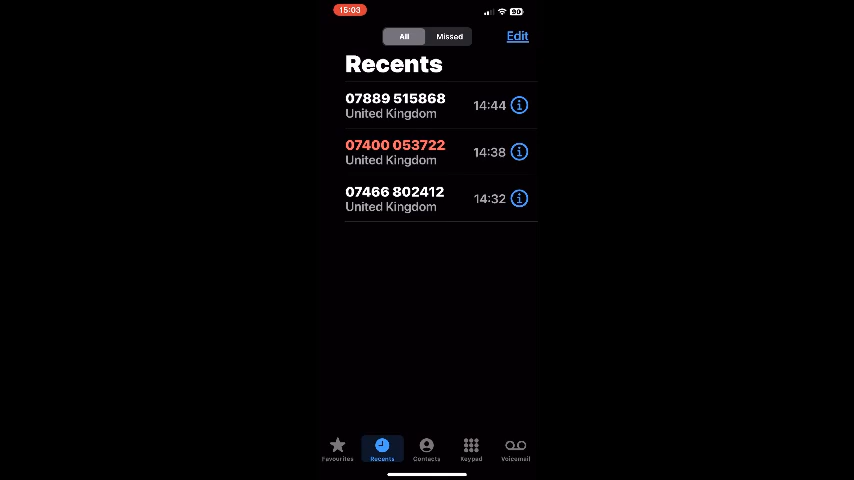 15:03
90
All
Missed
Edit
Recents
07889 515868
United Kingdom
14:44
07400 053722
United Kingdom
14:38
07466 802412
United Kingdom
14:32
Favourites
Recents
Contacts
Keypad
Voicemail